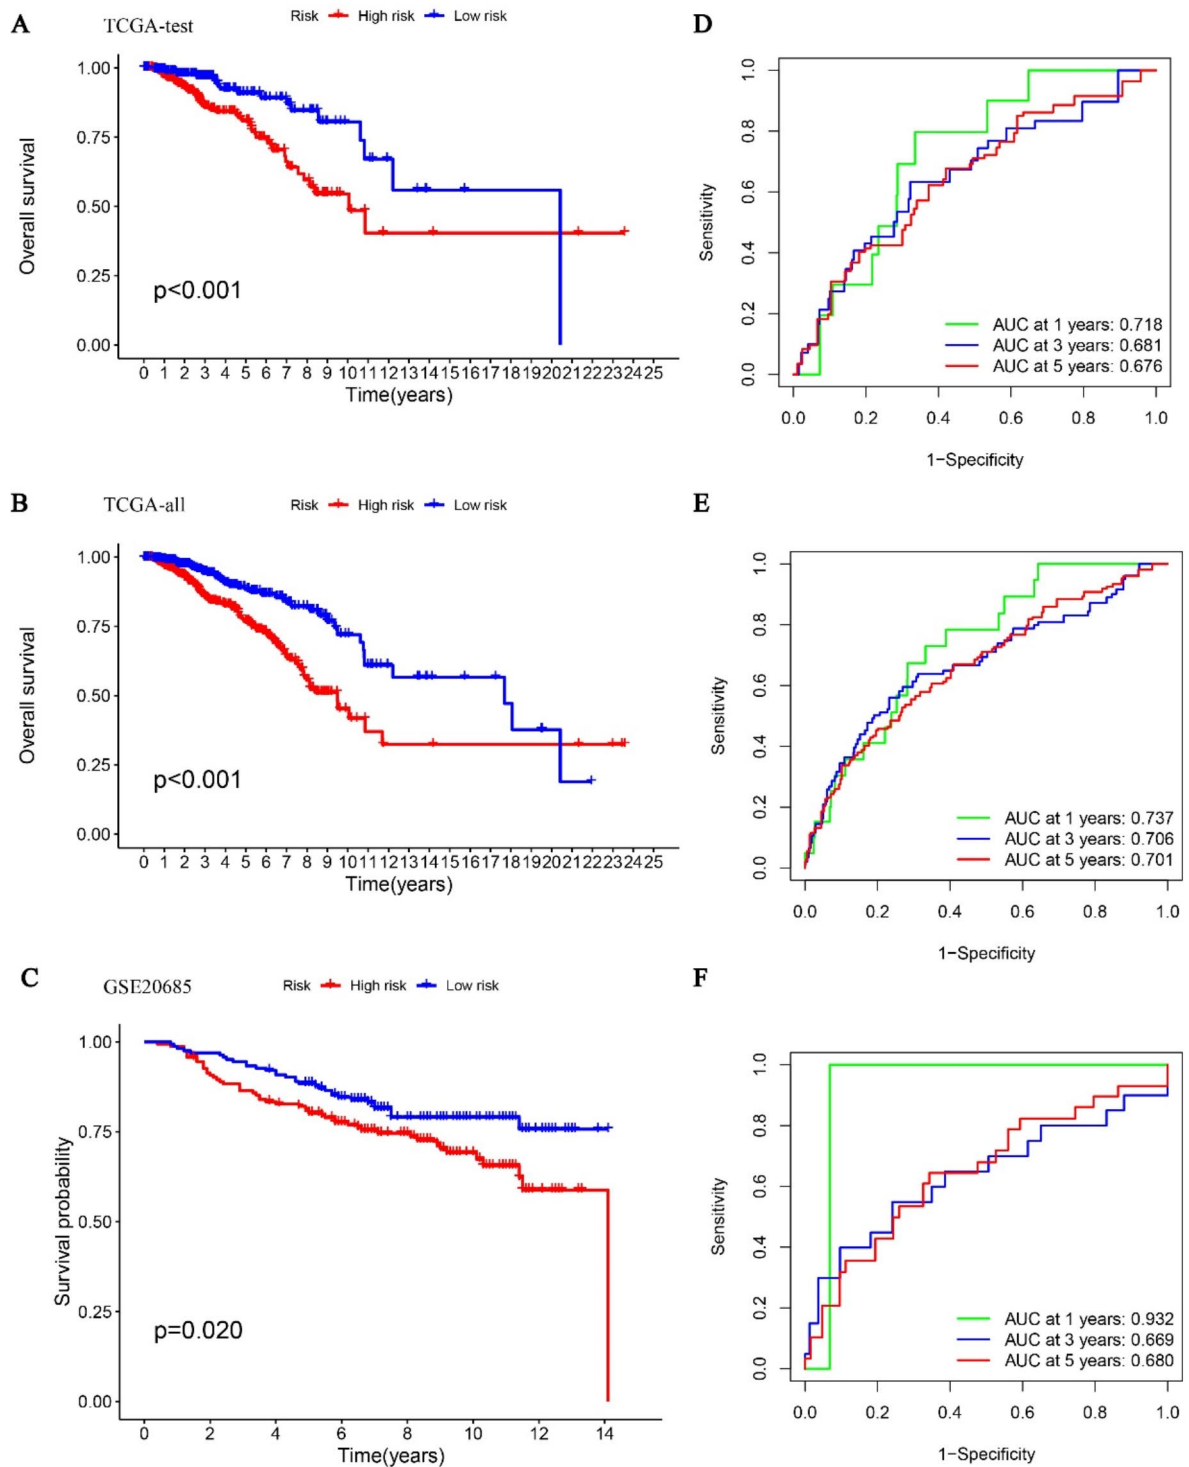 A
TCGA-test
Risk High risk Low risk
Overall survival
1.00
0.75
0.50
0.25
0.00
p<0.001
0 1 2 3 4 5 6 7 8 9 10 11 12 13 14 15 16 17 18 19 20 21 22 23 24 25
Time(years)
D
Sensitivity
1.0
0.8
0.6
0.4
0.2
0.0
AUC at 1 years: 0.718
AUC at 3 years: 0.681
AUC at 5 years: 0.676
0.0 0.2 0.4 0.6 0.8 1.0
1−Specificity
B
TCGA-all
Risk High risk Low risk
Overall survival
1.00
0.75
0.50
0.25
0.00
p<0.001
0 1 2 3 4 5 6 7 8 9 10 11 12 13 14 15 16 17 18 19 20 21 22 23 24 25
Time(years)
E
Sensitivity
1.0
0.8
0.6
0.4
0.2
0.0
AUC at 1 years: 0.737
AUC at 3 years: 0.706
AUC at 5 years: 0.701
0.0 0.2 0.4 0.6 0.8 1.0
1−Specificity
C
GSE20685
Risk High risk Low risk
Survival probability
1.00
0.75
0.50
0.25
0.00
p=0.020
0 2 4 6 8 10 12 14
Time(years)
F
Sensitivity
1.0
0.8
0.6
0.4
0.2
0.0
AUC at 1 years: 0.932
AUC at 3 years: 0.669
AUC at 5 years: 0.680
0.0 0.2 0.4 0.6 0.8 1.0
1−Specificity